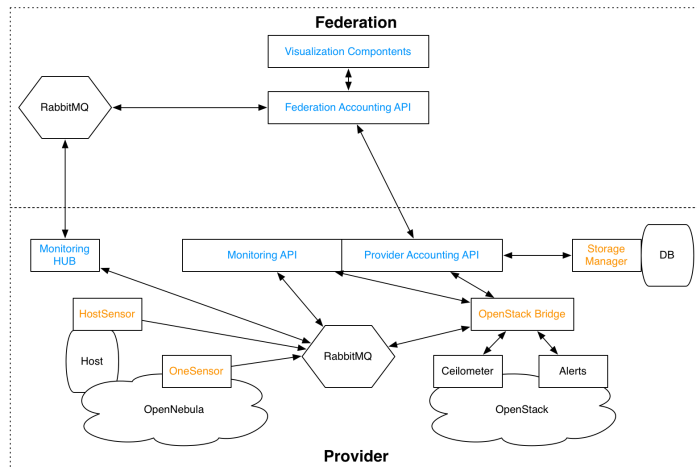 Federation
Visualization Compontents
RabbitMQ
Federation Accounting API
Monitoring
HUB
Monitoring API
Provider Accounting API
Storage
Manager
DB
HostSensor
OpenStack Bridge
Host
RabbitMQ
OneSensor
Ceilometer
Alerts
OpenNebula
OpenStack
Provider